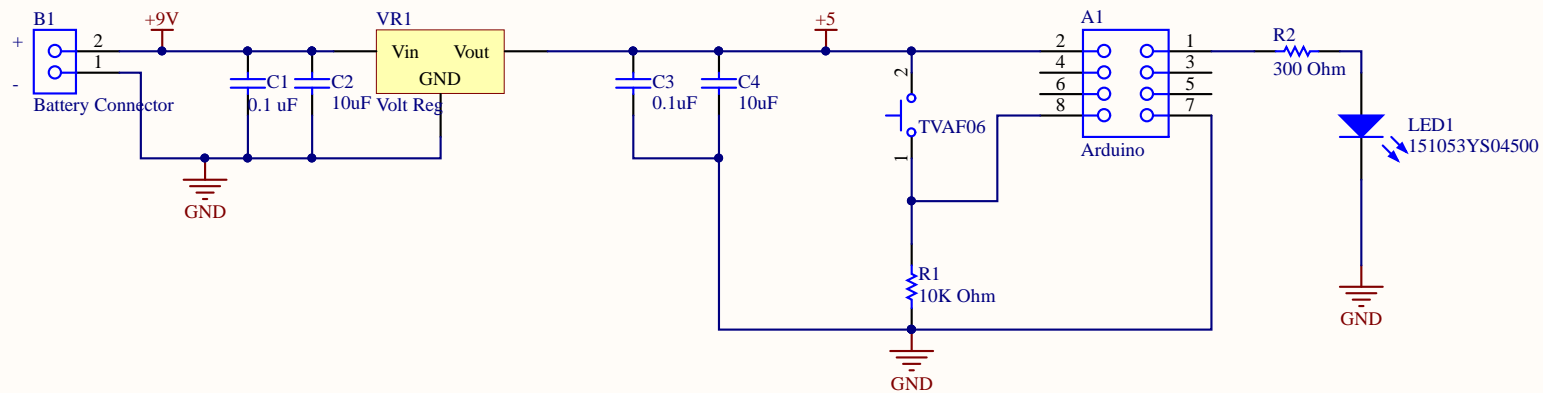 B1
+
-
2
1
Battery Connector
+9V
GND
C1
0.1 uF
C2
10uF
VR1
Vin
Vout
GND
Volt Reg
C3
0.1uF
C4
10uF
+5
2
TVAF06
1
R1
10K Ohm
GND
A1
2
4
6
8
1
3
5
7
Arduino
R2
300 Ohm
LED1
151053YS04500
GND